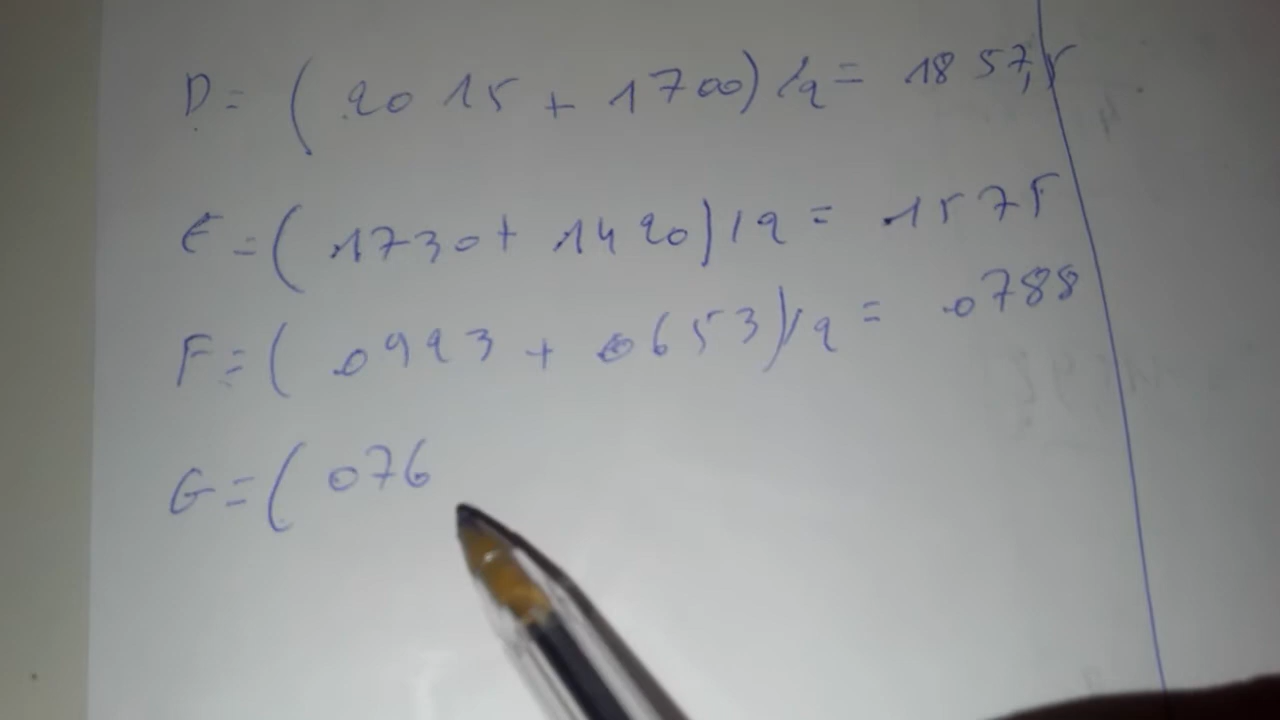 D = (2015 + 1700)/2 = 1857,5
E = (1730 + 1420)/2 = 1575
F = (0923 + 0653)/2 = 0788
G = (076